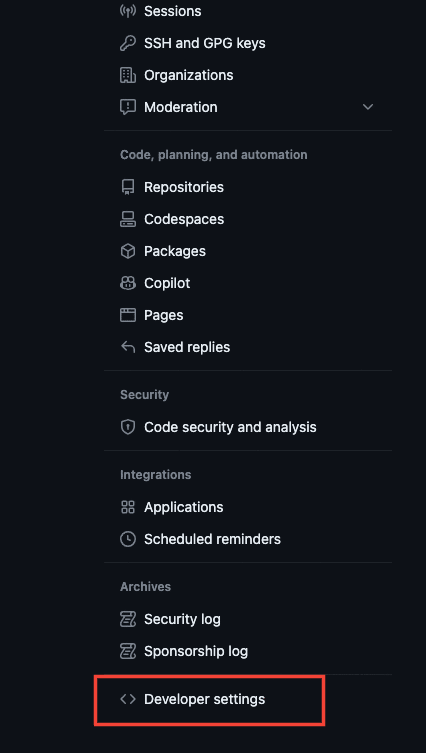 Sessions
SSH and GPG keys
Organizations
Moderation
Code, planning, and automation
Repositories
Codespaces
Packages
Copilot
Pages
Saved replies
Security
Code security and analysis
Integrations
Applications
Scheduled reminders
Archives
Security log
Sponsorship log
Developer settings